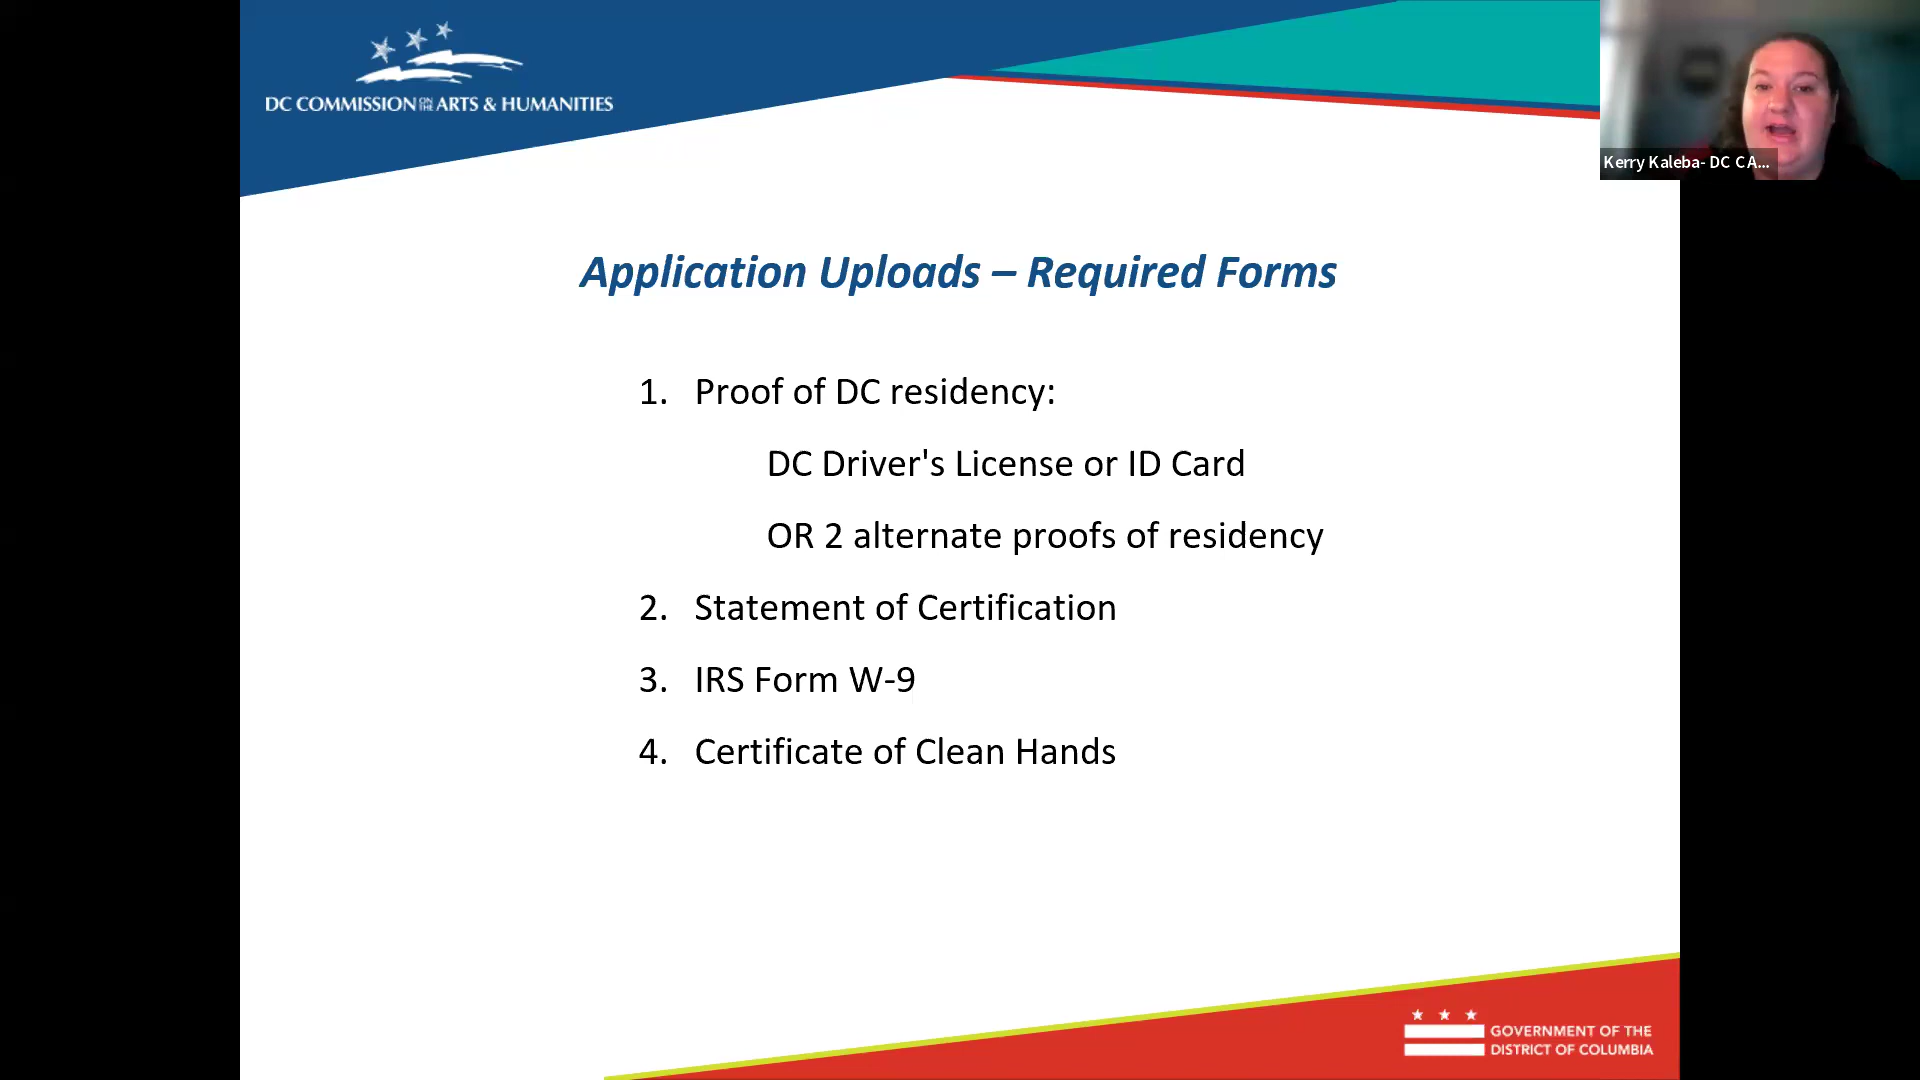 DC COMMISSION ON THE ARTS & HUMANITIES
Kerry Kaleba- DC CA...
Application Uploads – Required Forms
1. Proof of DC residency:
DC Driver's License or ID Card
OR 2 alternate proofs of residency
2. Statement of Certification
3. IRS Form W-9
4. Certificate of Clean Hands
GOVERNMENT OF THE
DISTRICT OF COLUMBIA